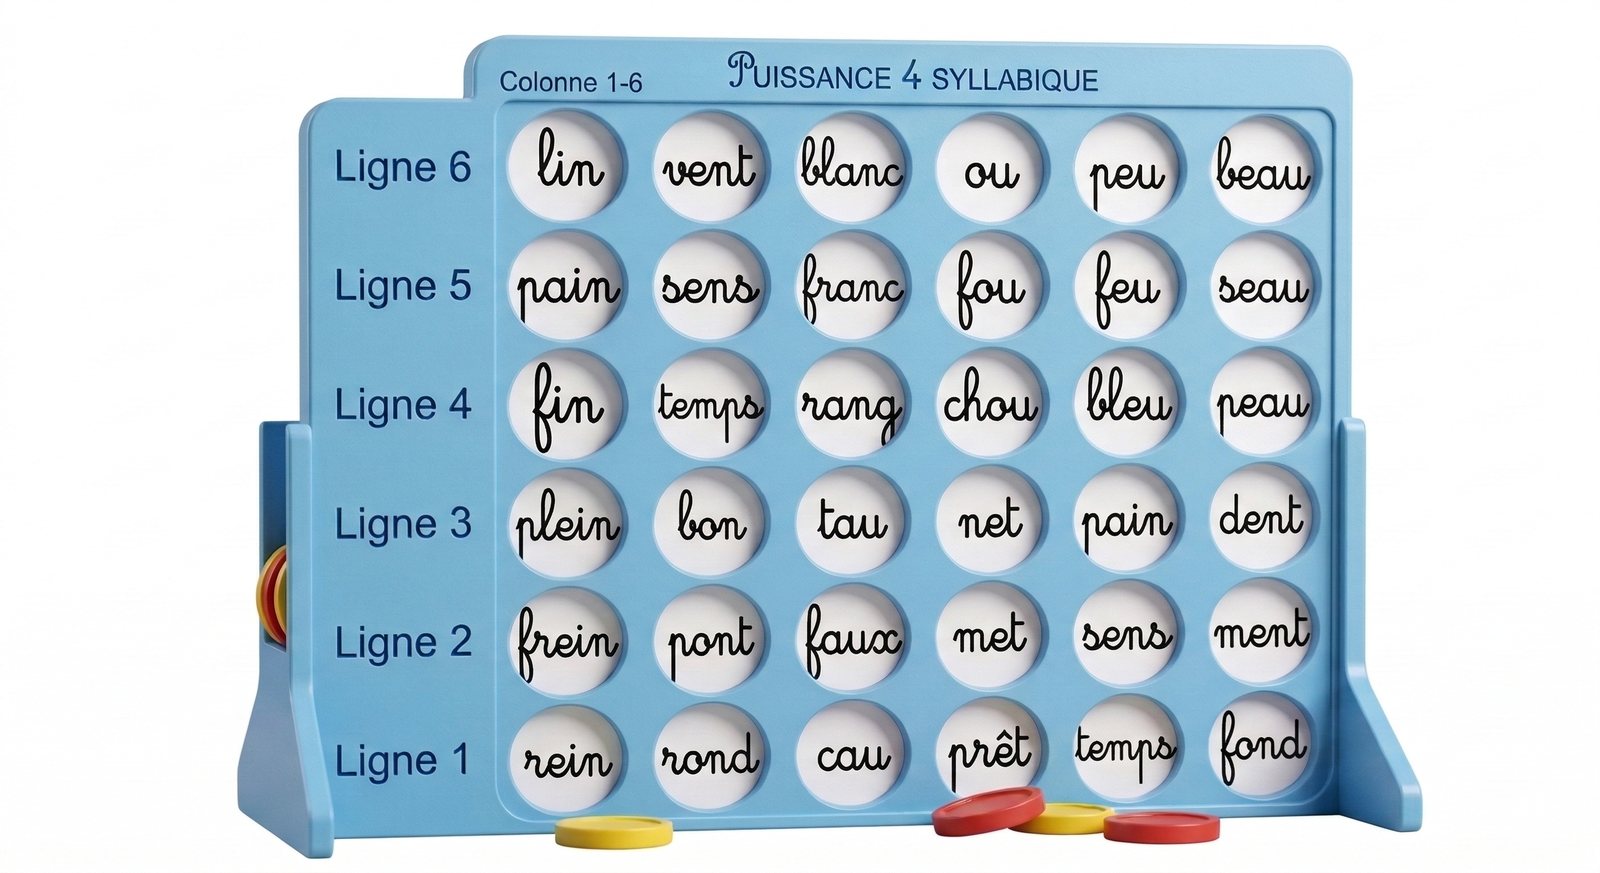 Colonne 1-6 PUISSANCE 4 SYLLABIQUE
Ligne 6 lin vent blanc ou peu beau
Ligne 5 pain sens franc fou feu seau
Ligne 4 fin temps rang chou bleu peau
Ligne 3 plein bon tau net pain dent
Ligne 2 frein pont faux met sens ment
Ligne 1 rein rond cau prêt temps fond